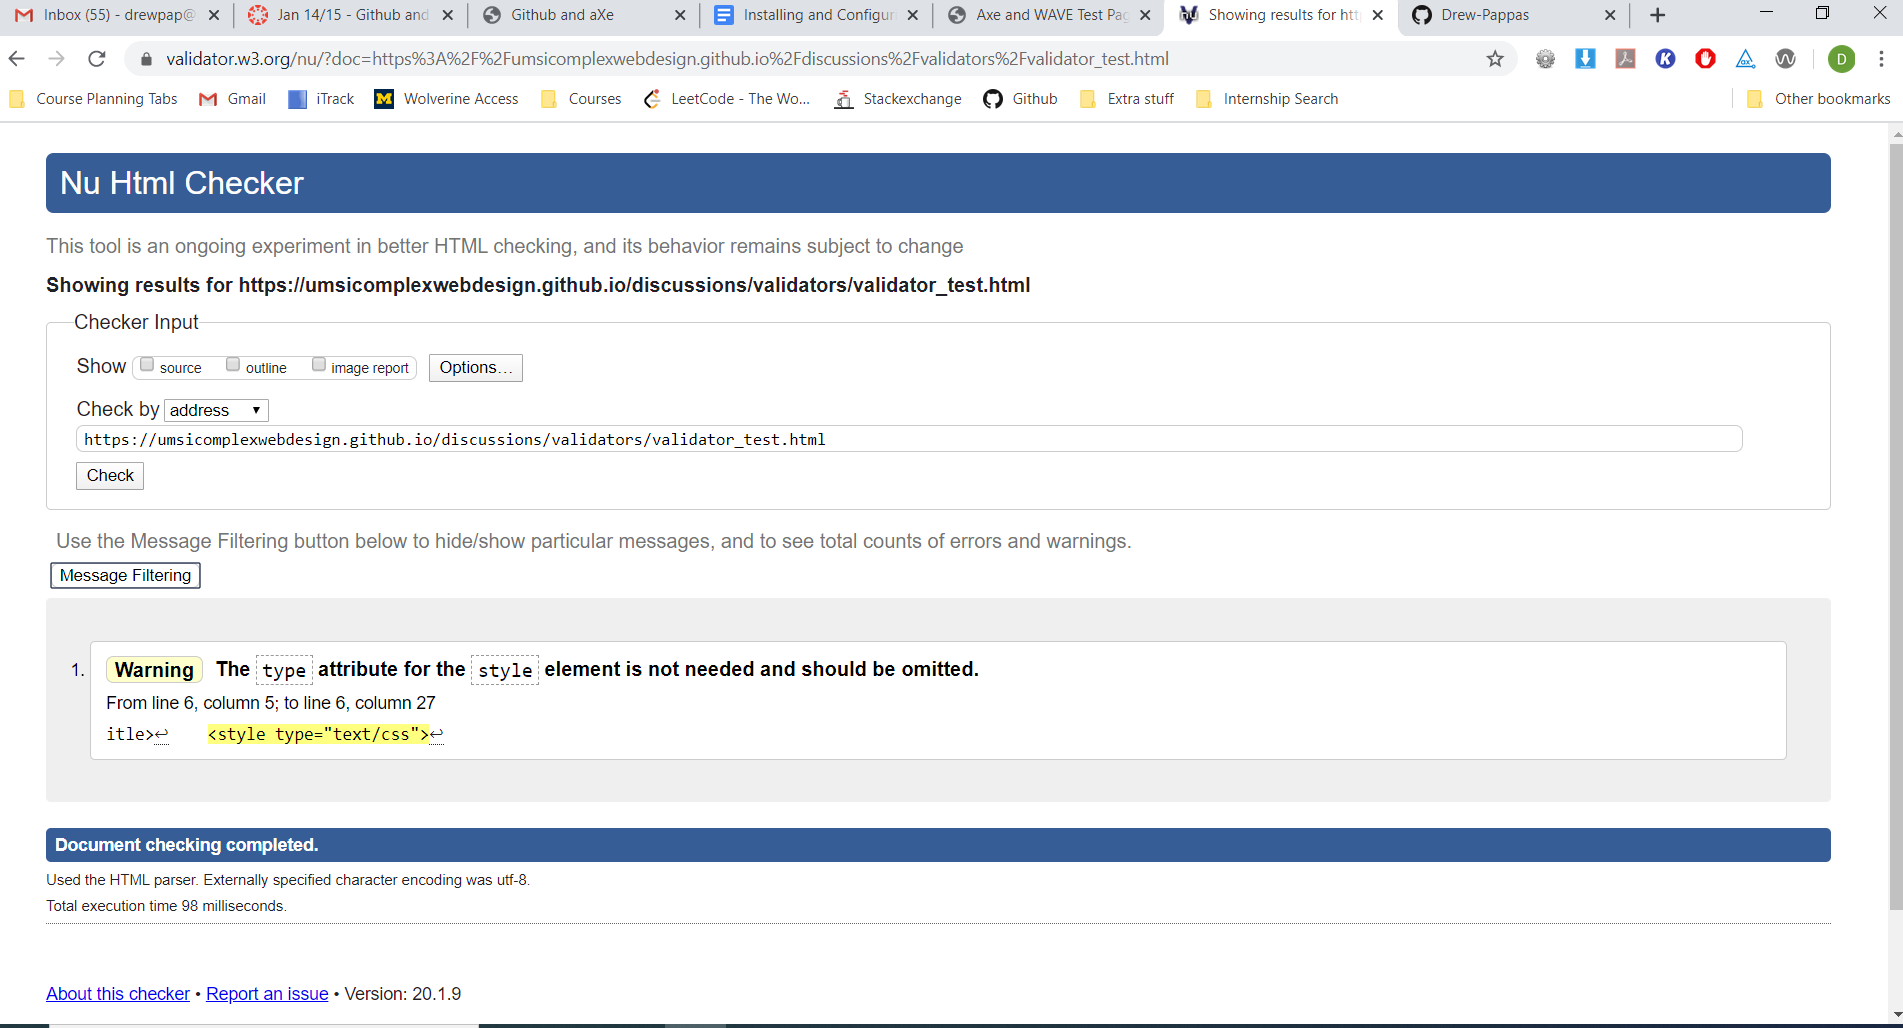 Inbox (55) - drewpap@
Jan 14/15 - Github and
Github and aXe
Installing and Configur
Axe and WAVE Test Pag
Showing results for htt
Drew-Pappas
validator.w3.org/nu/?doc=https%3A%2F%2Fumsicomplexwebdesign.github.io%2Fdiscussions%2Fvalidators%2Fvalidator_test.html
D
Course Planning Tabs
Gmail
iTrack
Wolverine Access
Courses
LeetCode - The Wo...
Stackexchange
Github
Extra stuff
Internship Search
Other bookmarks
Nu Html Checker
This tool is an ongoing experiment in better HTML checking, and its behavior remains subject to change
Showing results for https://umsicomplexwebdesign.github.io/discussions/validators/validator_test.html
Checker Input
Show source outline image report Options...
Check by address
https://umsicomplexwebdesign.github.io/discussions/validators/validator_test.html
Check
Use the Message Filtering button below to hide/show particular messages, and to see total counts of errors and warnings.
Message Filtering
1. Warning The type attribute for the style element is not needed and should be omitted.
From line 6, column 5; to line 6, column 27
itle>↩ <style type="text/css">↩
Document checking completed.
Used the HTML parser. Externally specified character encoding was utf-8.
Total execution time 98 milliseconds.
About this checker • Report an issue • Version: 20.1.9